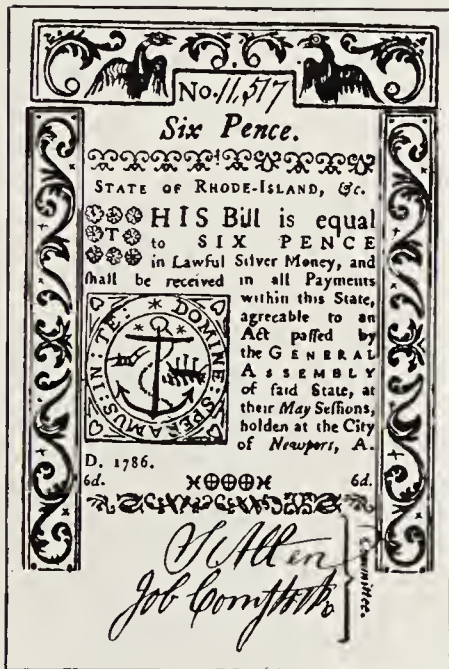 No. 11,517
Six Pence.
STATE OF RHODE-ISLAND, &c.
THIS Bill is equal
to SIX PENCE
in Lawful Silver Money, and
ſhall be received in all Payments
within this State,
agreeable to an
Act paſſed by
the GENERAL
ASSEMBLY
of ſaid State, at
their May Seſſions,
holden at the City
of Newport, A.
D. 1786.
IN : TE : DOMINE : SPERAMUS :
6d. 6d.
S Allen
Job Comſtock
Committee.